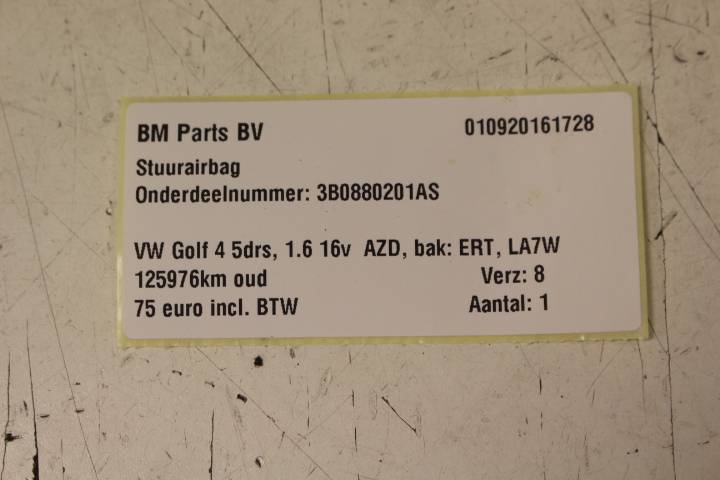 BM Parts BV 010920161728
Stuurairbag
Onderdeelnummer: 3B0880201AS
VW Golf 4 5drs, 1.6 16v AZD, bak: ERT, LA7W
125976km oud Verz: 8
75 euro incl. BTW Aantal: 1